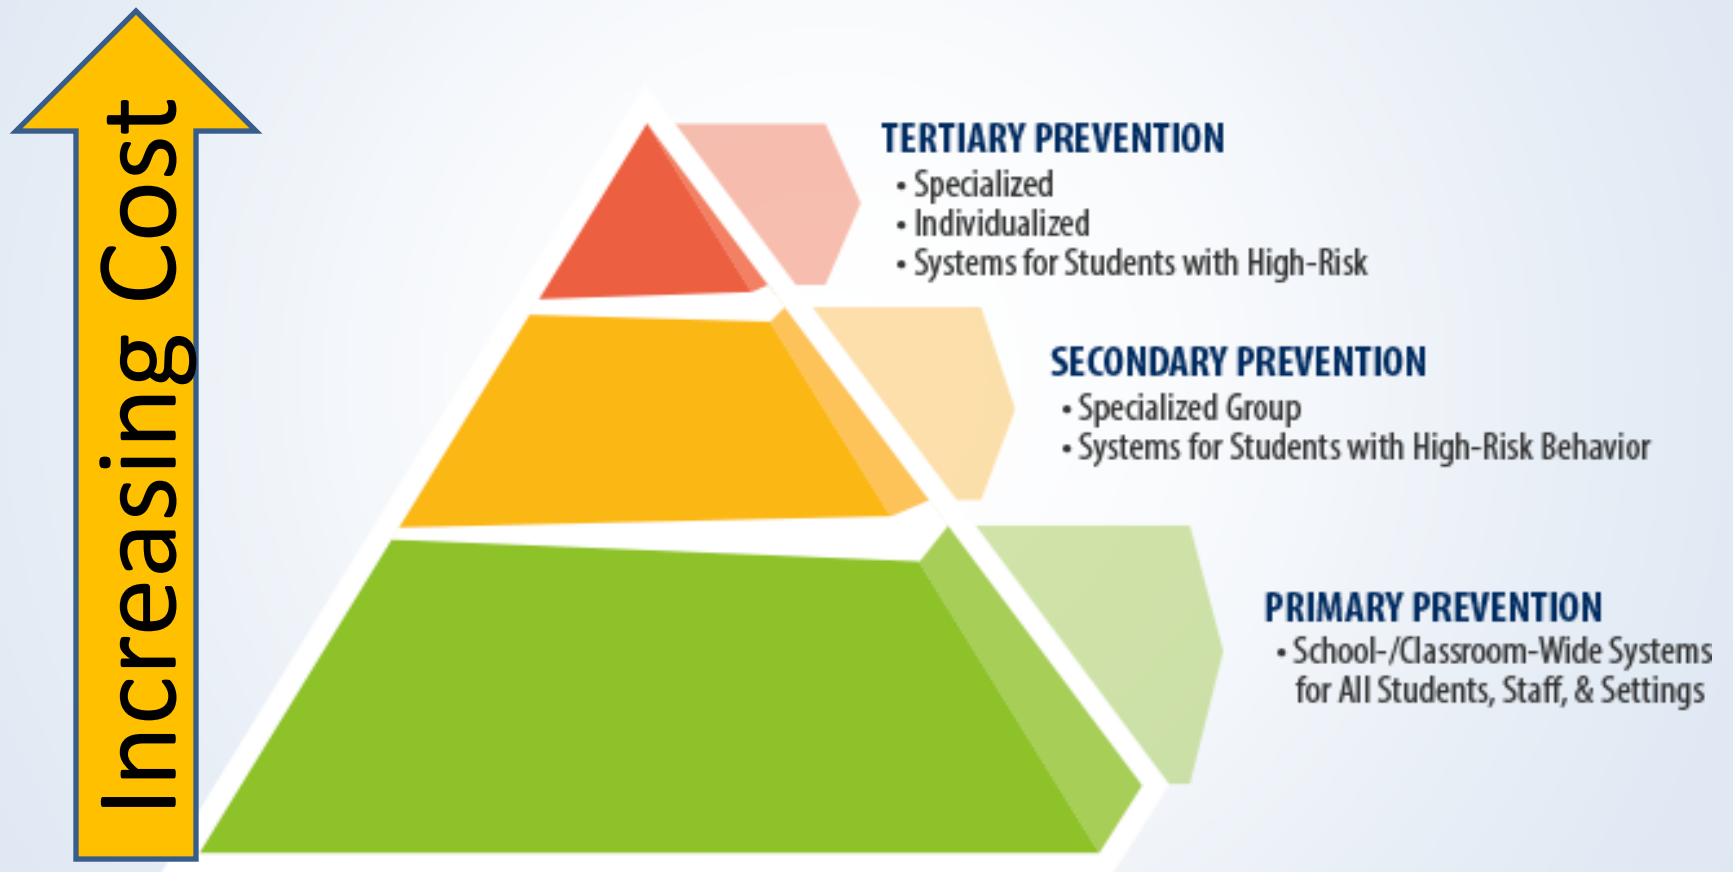 Increasing Cost
TERTIARY PREVENTION
• Specialized
• Individualized
• Systems for Students with High-Risk
SECONDARY PREVENTION
• Specialized Group
• Systems for Students with High-Risk Behavior
PRIMARY PREVENTION
• School-/Classroom-Wide Systems
for All Students, Staff, & Settings